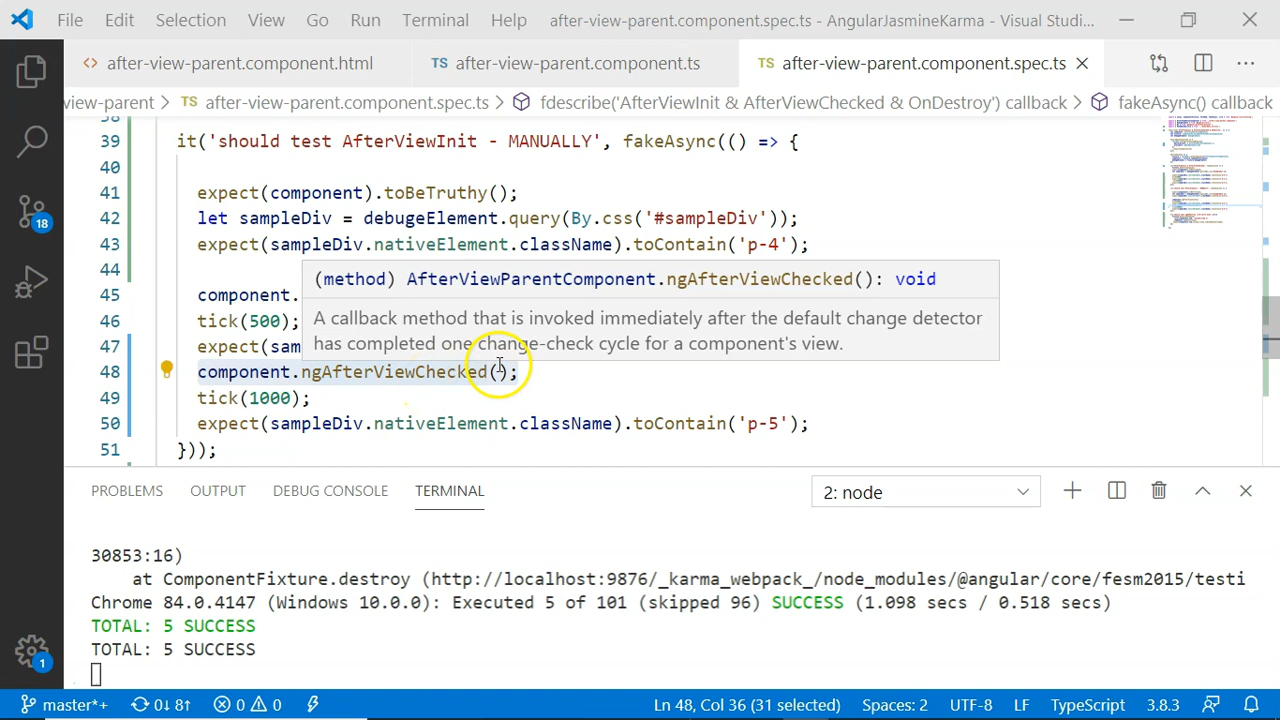 File Edit Selection View Go Run Terminal Help after-view-parent.component.spec.ts - AngularJasmineKarma - Visual Studi...
<> after-view-parent.component.html TS after-view-parent.component.ts TS after-view-parent.component.spec.ts
view-parent > TS after-view-parent.component.spec.ts > fdescribe('AfterViewInit & AfterViewChecked & OnDestroy') callback > fakeAsync() callback
38
39 it('should test AfterVIEW 'MANUAL' fakeAsync(() =>
40
41 expect(component).toBeTruth
42 let sampleDiv = debugElement
43 expect(sampleDiv.nativeElement.className).toContain('p-4');
44
45 component.
46 tick(500);
47 expect(sam
48 component.ngAfterViewChecked();
49 tick(1000);
50 expect(sampleDiv.nativeElement.className).toContain('p-5');
51 }));
(method) AfterViewParentComponent.ngAfterViewChecked(): void
A callback method that is invoked immediately after the default change detector
has completed one change-check cycle for a component's view.
PROBLEMS OUTPUT DEBUG CONSOLE TERMINAL 2: node
30853:16)
at ComponentFixture.destroy (http://localhost:9876/_karma_webpack_/node_modules/@angular/core/fesm2015/testi
Chrome 84.0.4147 (Windows 10.0.0): Executed 5 of 101 (skipped 96) SUCCESS (1.098 secs / 0.518 secs)
TOTAL: 5 SUCCESS
TOTAL: 5 SUCCESS
18
1
master*+ 0↓ 8↑ 0 0 Ln 48, Col 36 (31 selected) Spaces: 2 UTF-8 LF TypeScript 3.8.3